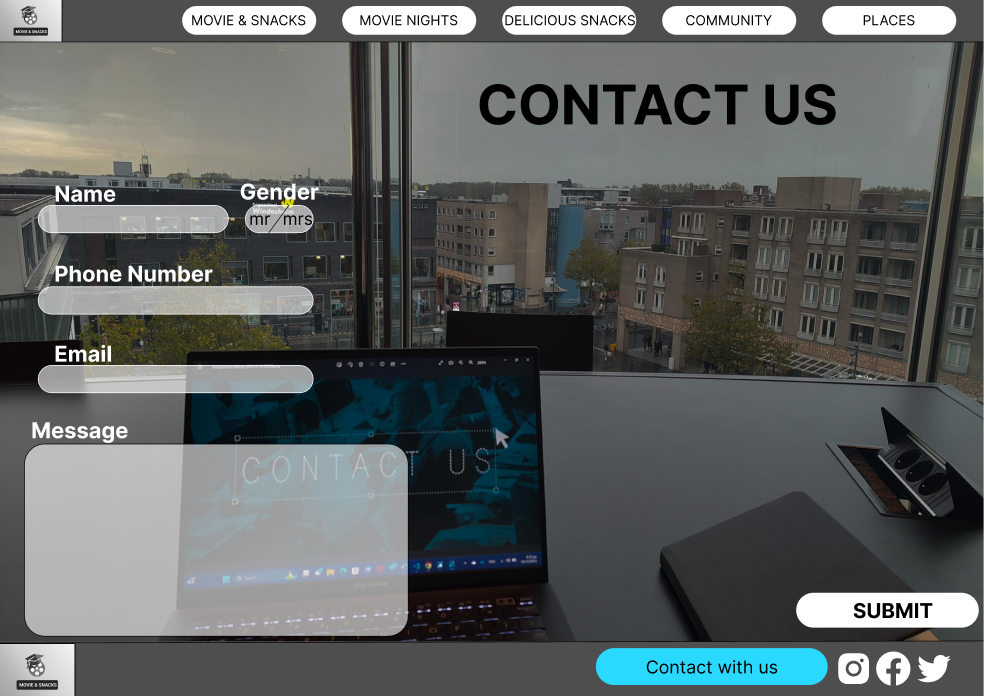 MOVIE & SNACKS
MOVIE & SNACKS
MOVIE NIGHTS
DELICIOUS SNACKS
COMMUNITY
PLACES
CONTACT US
Name
Gender
mr/mrs
Phone Number
Email
Message
CONTACT US
SUBMIT
MOVIE & SNACKS
Contact with us